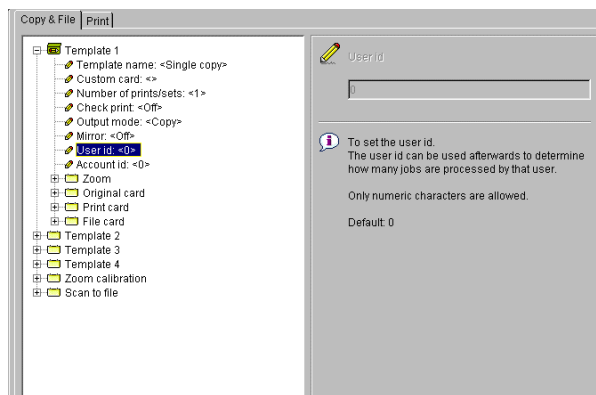 Copy & File
Print
Template 1
Template name: <Single copy>
Custom card: <>
Number of prints/sets: <1>
Check print: <Off>
Output mode: <Copy>
Mirror: <Off>
User id: <0>
Account id: <0>
Zoom
Original card
Print card
File card
Template 2
Template 3
Template 4
Zoom calibration
Scan to file
User id
0
To set the user id.
The user id can be used afterwards to determine
how many jobs are processed by that user.
Only numeric characters are allowed.
Default: 0